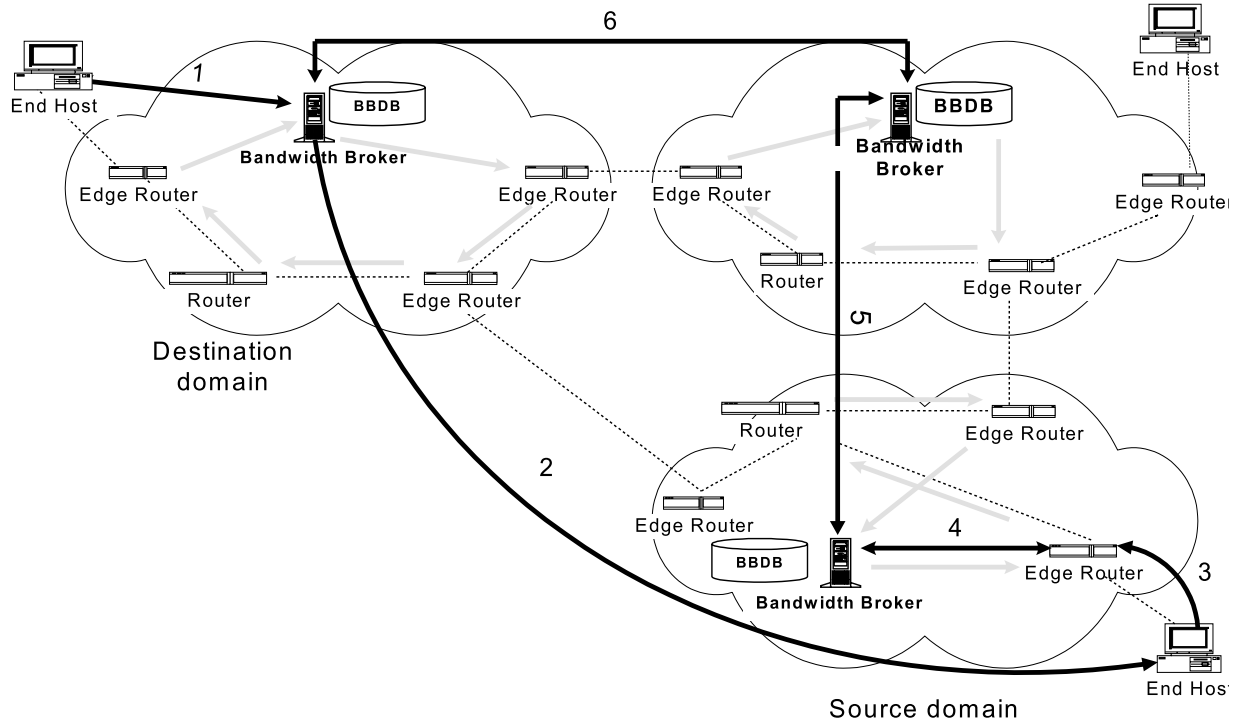 6
1
End Host
BBDB
Bandwidth Broker
Edge Router
Edge Router
Router
Edge Router
Destination
domain
End Host
BBDB
Bandwidth
Broker
Edge Router
Edge Router
Router
Edge Router
5
2
Router
Edge Router
Edge Router
4
BBDB
Bandwidth Broker
Edge Router
3
End Host
Source domain